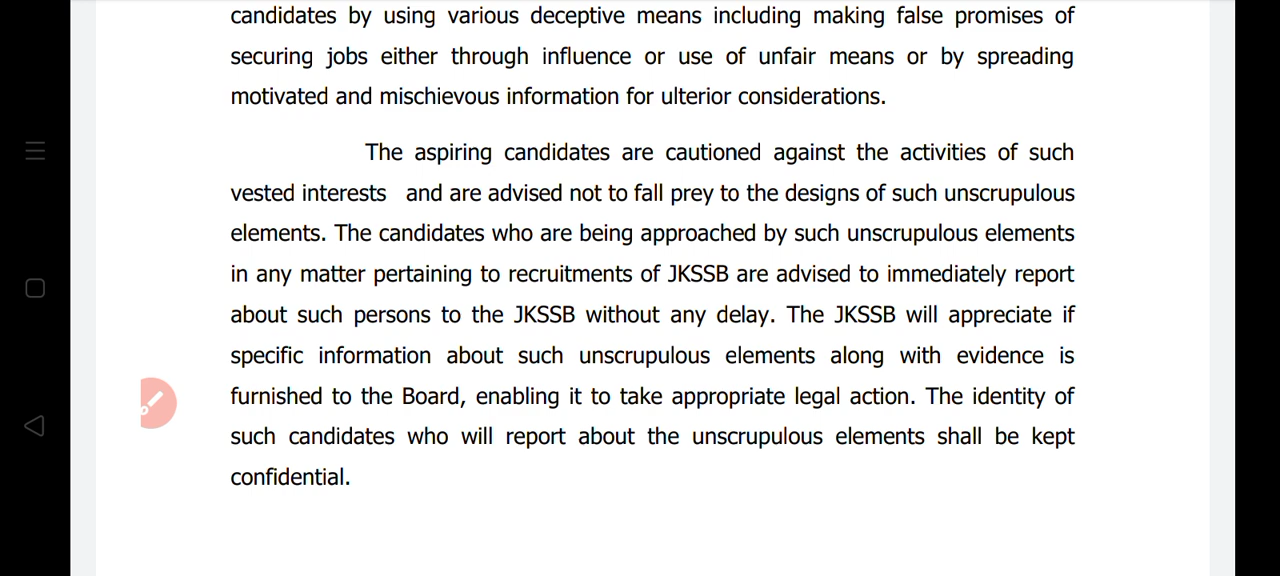 candidates by using various deceptive means including making false promises of
securing jobs either through influence or use of unfair means or by spreading
motivated and mischievous information for ulterior considerations.
The aspiring candidates are cautioned against the activities of such
vested interests and are advised not to fall prey to the designs of such unscrupulous
elements. The candidates who are being approached by such unscrupulous elements
in any matter pertaining to recruitments of JKSSB are advised to immediately report
about such persons to the JKSSB without any delay. The JKSSB will appreciate if
specific information about such unscrupulous elements along with evidence is
furnished to the Board, enabling it to take appropriate legal action. The identity of
such candidates who will report about the unscrupulous elements shall be kept
confidential.